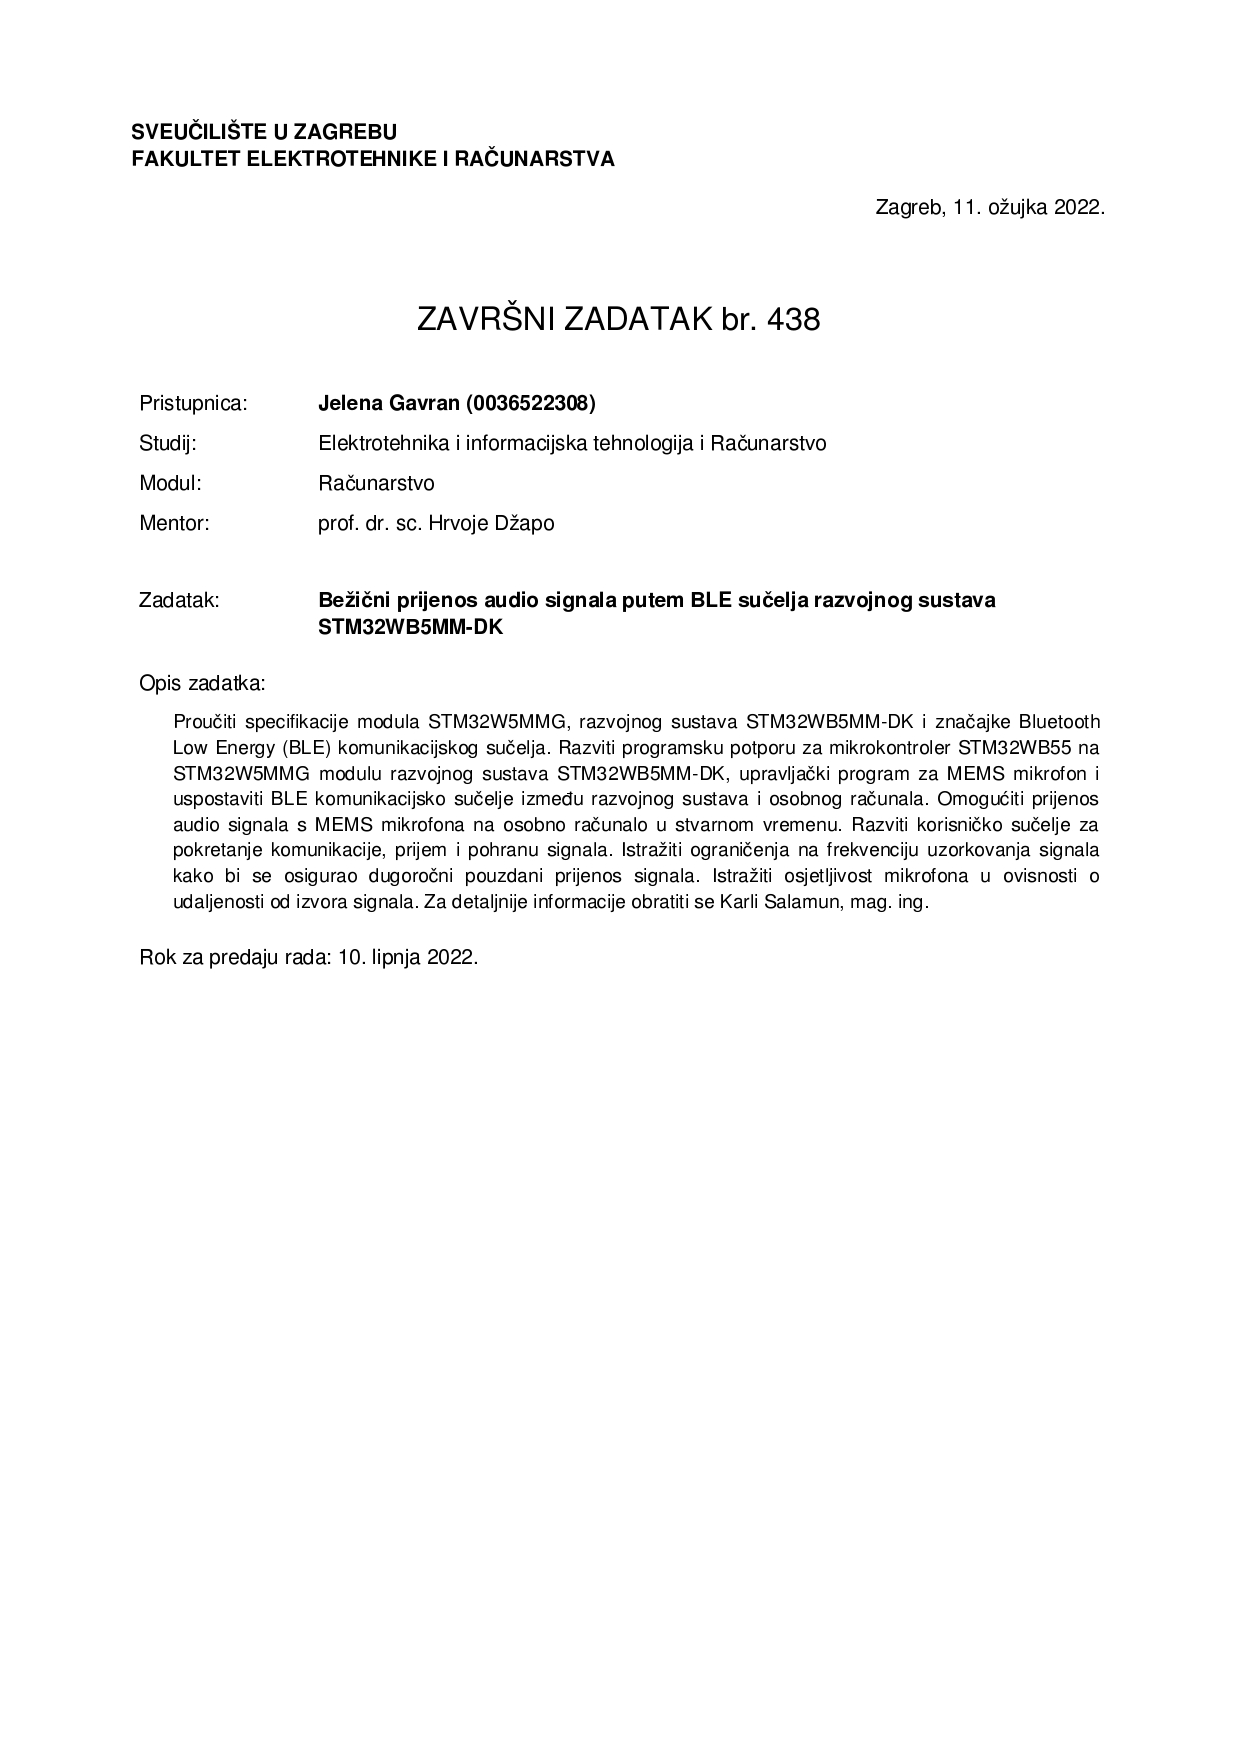 SVEUČILIŠTE U ZAGREBU
FAKULTET ELEKTROTEHNIKE I RAČUNARSTVA
Zagreb, 11. ožujka 2022.
ZAVRŠNI ZADATAK br. 438
Pristupnica: Jelena Gavran (0036522308)
Studij: Elektrotehnika i informacijska tehnologija i Računarstvo
Modul: Računarstvo
Mentor: prof. dr. sc. Hrvoje Džapo
Zadatak: Bežični prijenos audio signala putem BLE sučelja razvojnog sustava
STM32WB5MM-DK
Opis zadatka:
Proučiti specifikacije modula STM32W5MMG, razvojnog sustava STM32WB5MM-DK i značajke Bluetooth
Low Energy (BLE) komunikacijskog sučelja. Razviti programsku potporu za mikrokontroler STM32WB55 na
STM32W5MMG modulu razvojnog sustava STM32WB5MM-DK, upravljački program za MEMS mikrofon i
uspostaviti BLE komunikacijsko sučelje između razvojnog sustava i osobnog računala. Omogućiti prijenos
audio signala s MEMS mikrofona na osobno računalo u stvarnom vremenu. Razviti korisničko sučelje za
pokretanje komunikacije, prijem i pohranu signala. Istražiti ograničenja na frekvenciju uzorkovanja signala
kako bi se osigurao dugoročni pouzdani prijenos signala. Istražiti osjetljivost mikrofona u ovisnosti o
udaljenosti od izvora signala. Za detaljnije informacije obratiti se Karli Salamun, mag. ing.
Rok za predaju rada: 10. lipnja 2022.